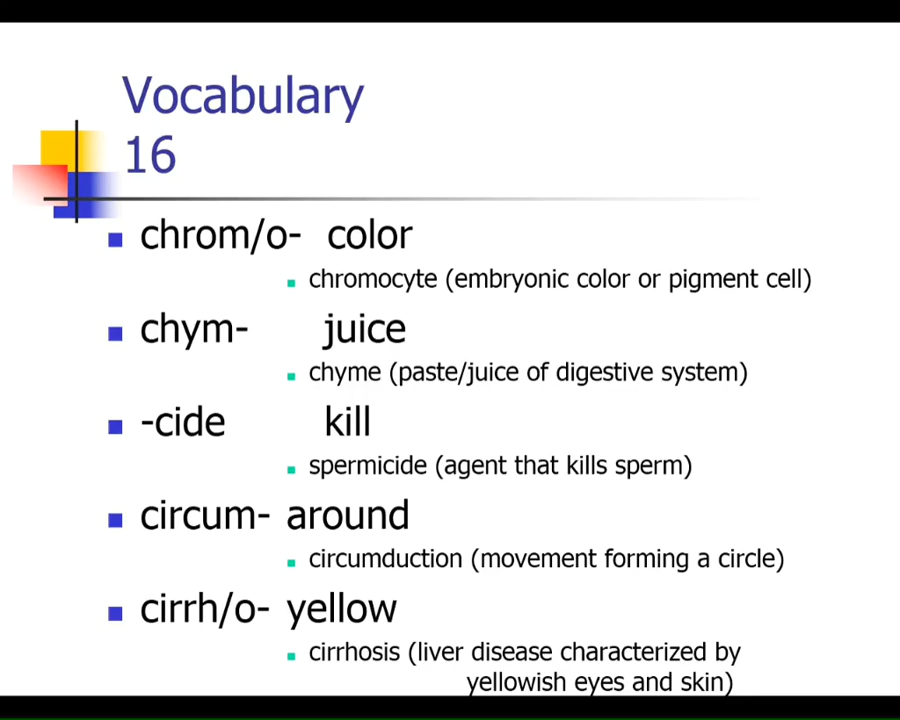 Vocabulary
16
chrom/o- color
chromocyte (embryonic color or pigment cell)
chym- juice
chyme (paste/juice of digestive system)
-cide kill
spermicide (agent that kills sperm)
circum- around
circumduction (movement forming a circle)
cirrh/o- yellow
cirrhosis (liver disease characterized by
yellowish eyes and skin)